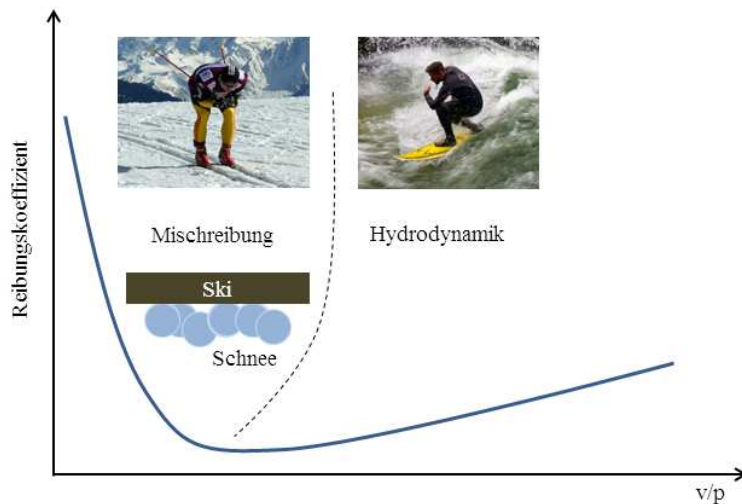 Reibungskoeffizient
Mischreibung
Hydrodynamik
Ski
Schnee
v/p